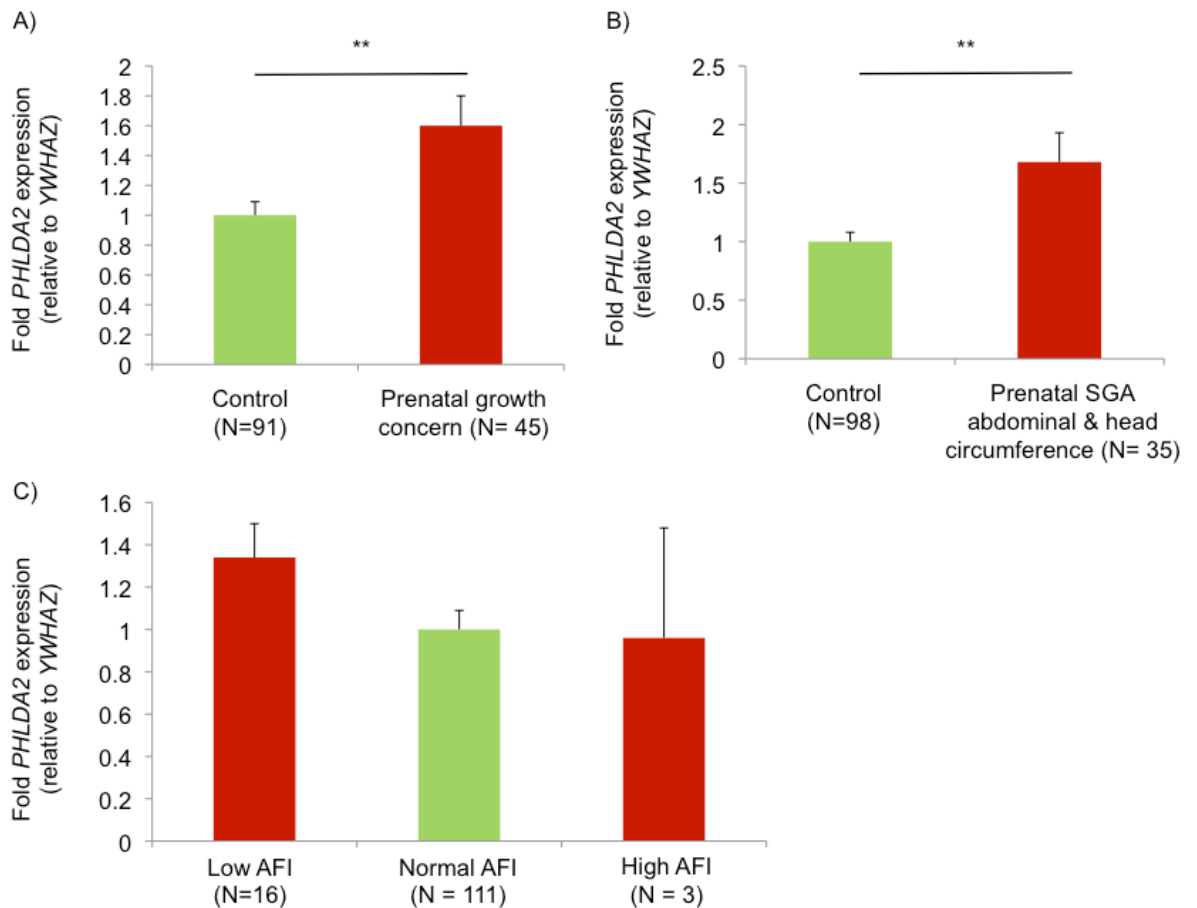 A)
**
Fold PHLDA2 expression
(relative to YWHAZ)
2
1.8
1.6
1.4
1.2
1
0.8
0.6
0.4
0.2
0
Control
(N=91)
Prenatal growth
concern (N= 45)
B)
**
Fold PHLDA2 expression
(relative to YWHAZ)
2.5
2
1.5
1
0.5
0
Control
(N=98)
Prenatal SGA
abdominal & head
circumference (N= 35)
C)
Fold PHLDA2 expression
(relative to YWHAZ)
1.6
1.4
1.2
1
0.8
0.6
0.4
0.2
0
Low AFI
(N=16)
Normal AFI
(N = 111)
High AFI
(N = 3)